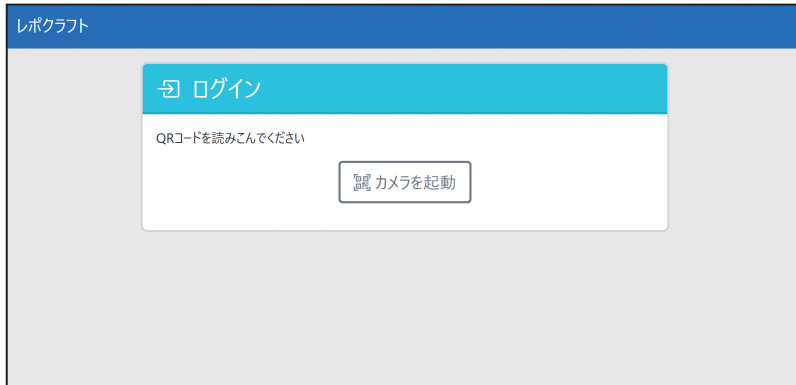 レポクラフト
ログイン
QRコードを読みこんでください
カメラを起動